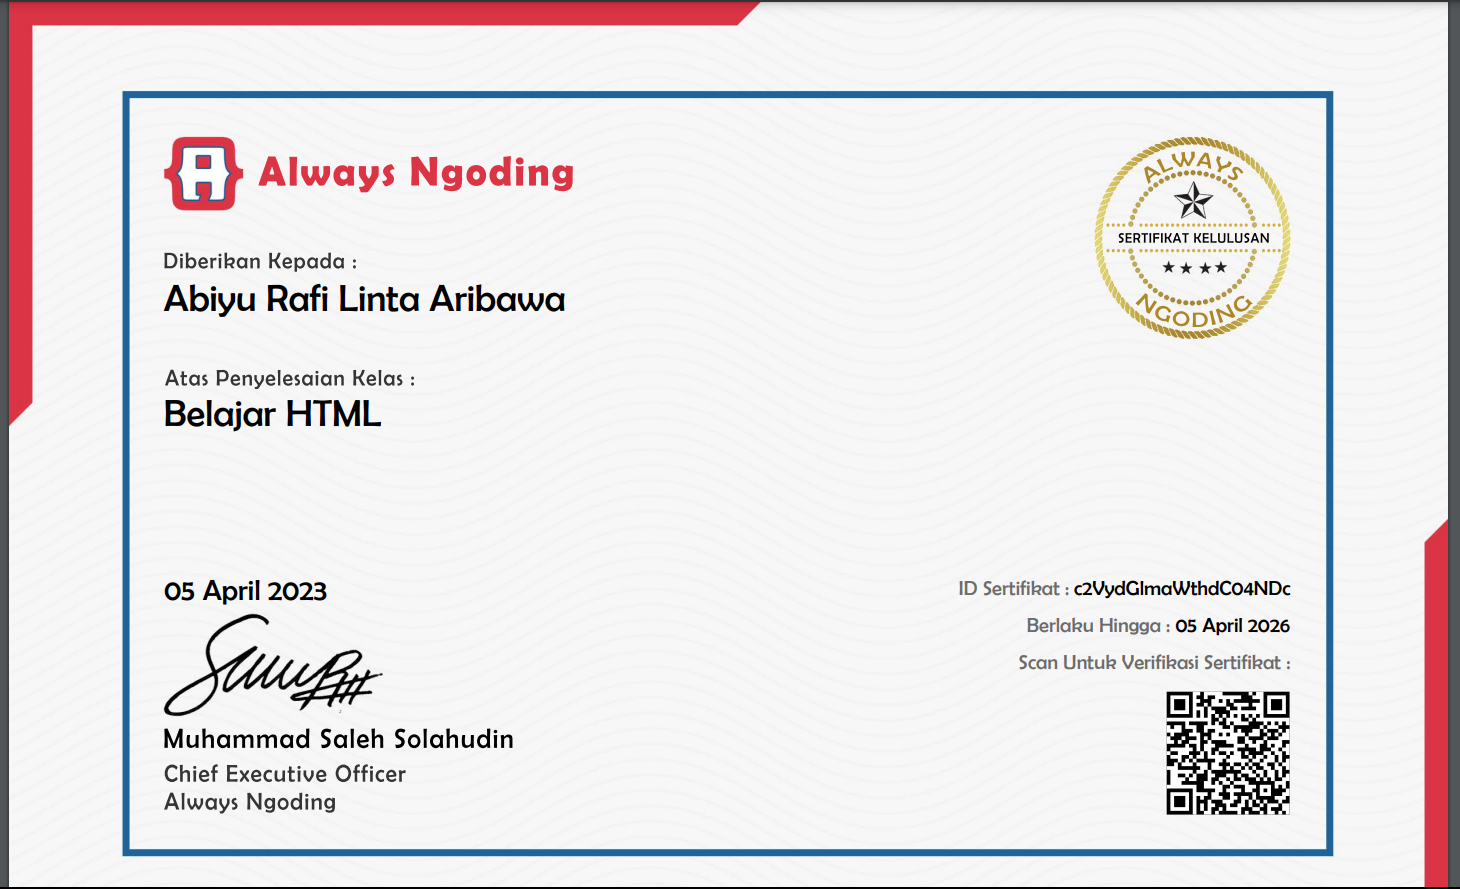 Always Ngoding
ALWAYS
SERTIFIKAT KELULUSAN
NGODING
Diberikan Kepada :
Abiyu Rafi Linta Aribawa
Atas Penyelesaian Kelas :
Belajar HTML
05 April 2023
Muhammad Saleh Solahudin
Chief Executive Officer
Always Ngoding
ID Sertifikat : c2VydGlmaWthdC04NDc
Berlaku Hingga : 05 April 2026
Scan Untuk Verifikasi Sertifikat :